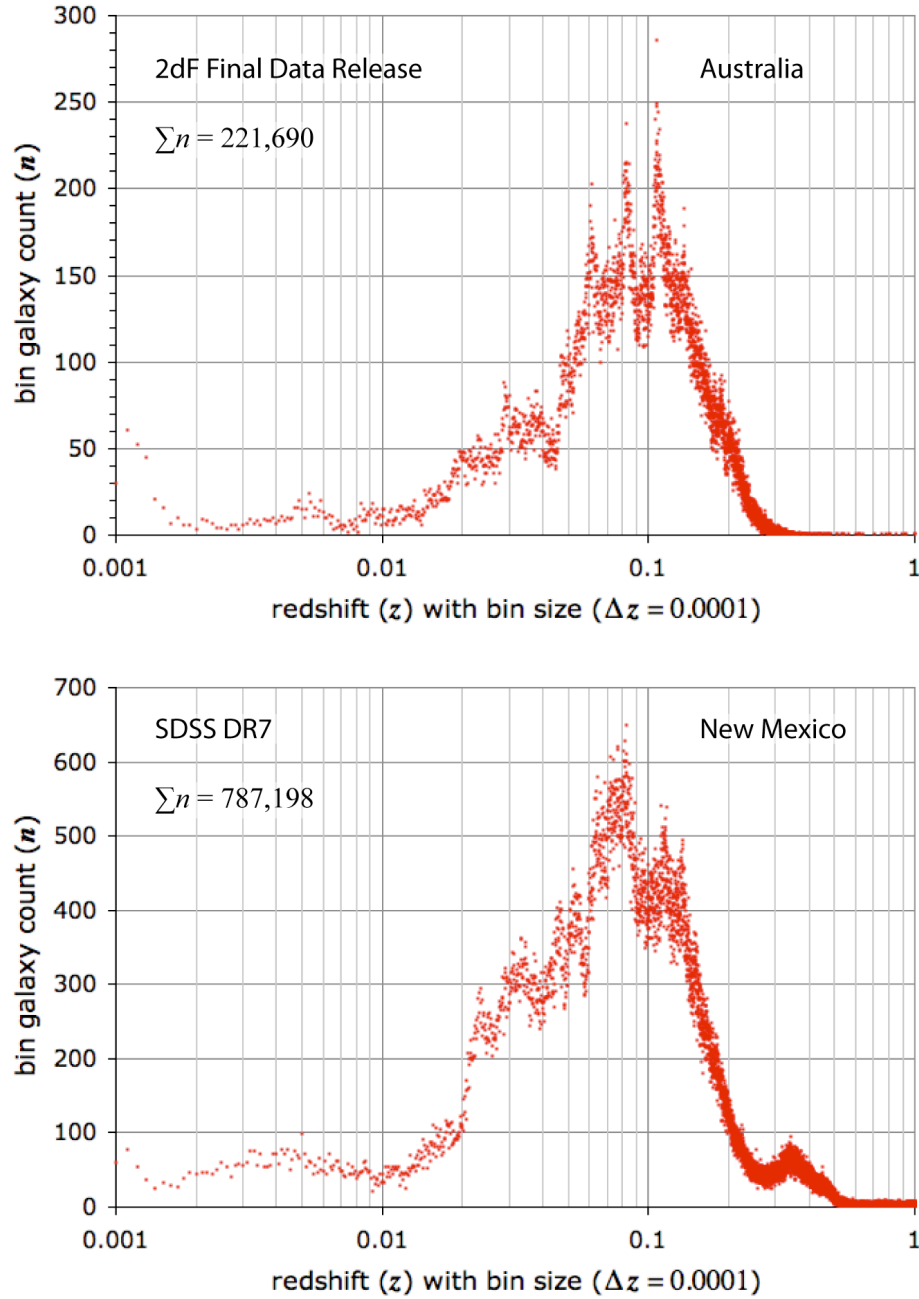 300
2dF Final Data Release
Australia
250
∑n = 221,690
200
150
100
50
0
bin galaxy count (n)
0.001 0.01 0.1 1
redshift (z) with bin size (Δz = 0.0001)
700
SDSS DR7
New Mexico
600
∑n = 787,198
500
400
300
200
100
0
bin galaxy count (n)
0.001 0.01 0.1 1
redshift (z) with bin size (Δz = 0.0001)